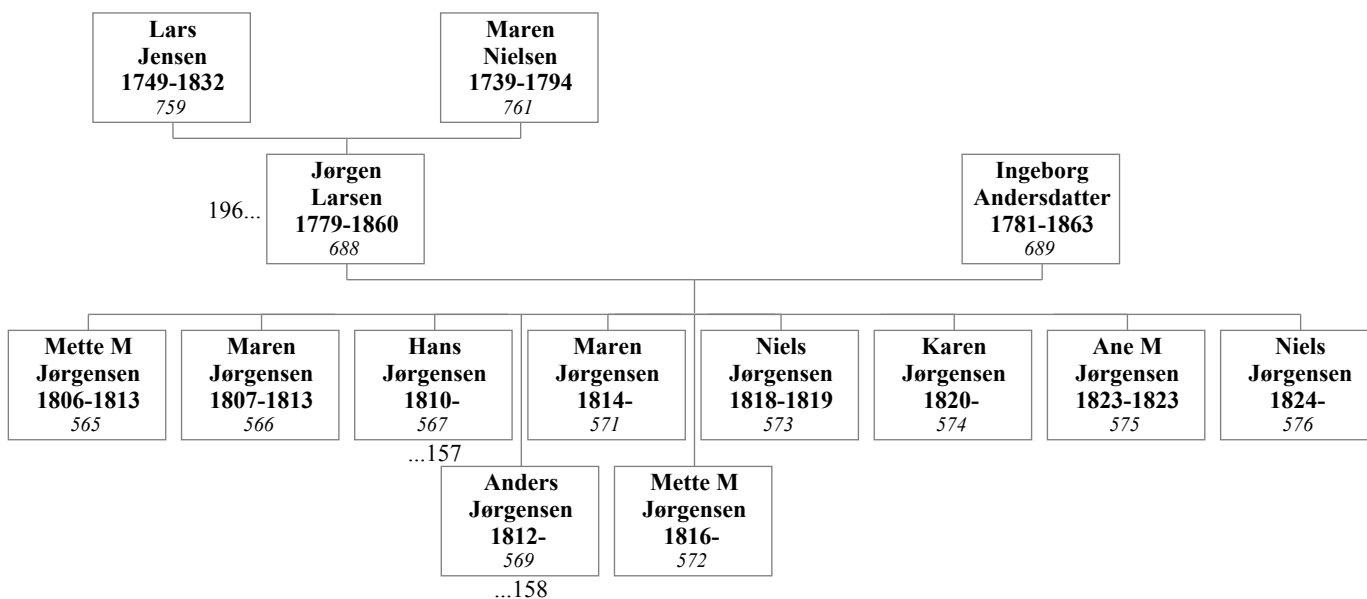 Lars
Jensen
1749-1832
759
Maren
Nielsen
1739-1794
761
196...
Jørgen
Larsen
1779-1860
688
Ingeborg
Andersdatter
1781-1863
689
Mette M
Jørgensen
1806-1813
565
Maren
Jørgensen
1807-1813
566
Hans
Jørgensen
1810-
567
...157
Maren
Jørgensen
1814-
571
Niels
Jørgensen
1818-1819
573
Karen
Jørgensen
1820-
574
Ane M
Jørgensen
1823-1823
575
Niels
Jørgensen
1824-
576
Anders
Jørgensen
1812-
569
...158
Mette M
Jørgensen
1816-
572